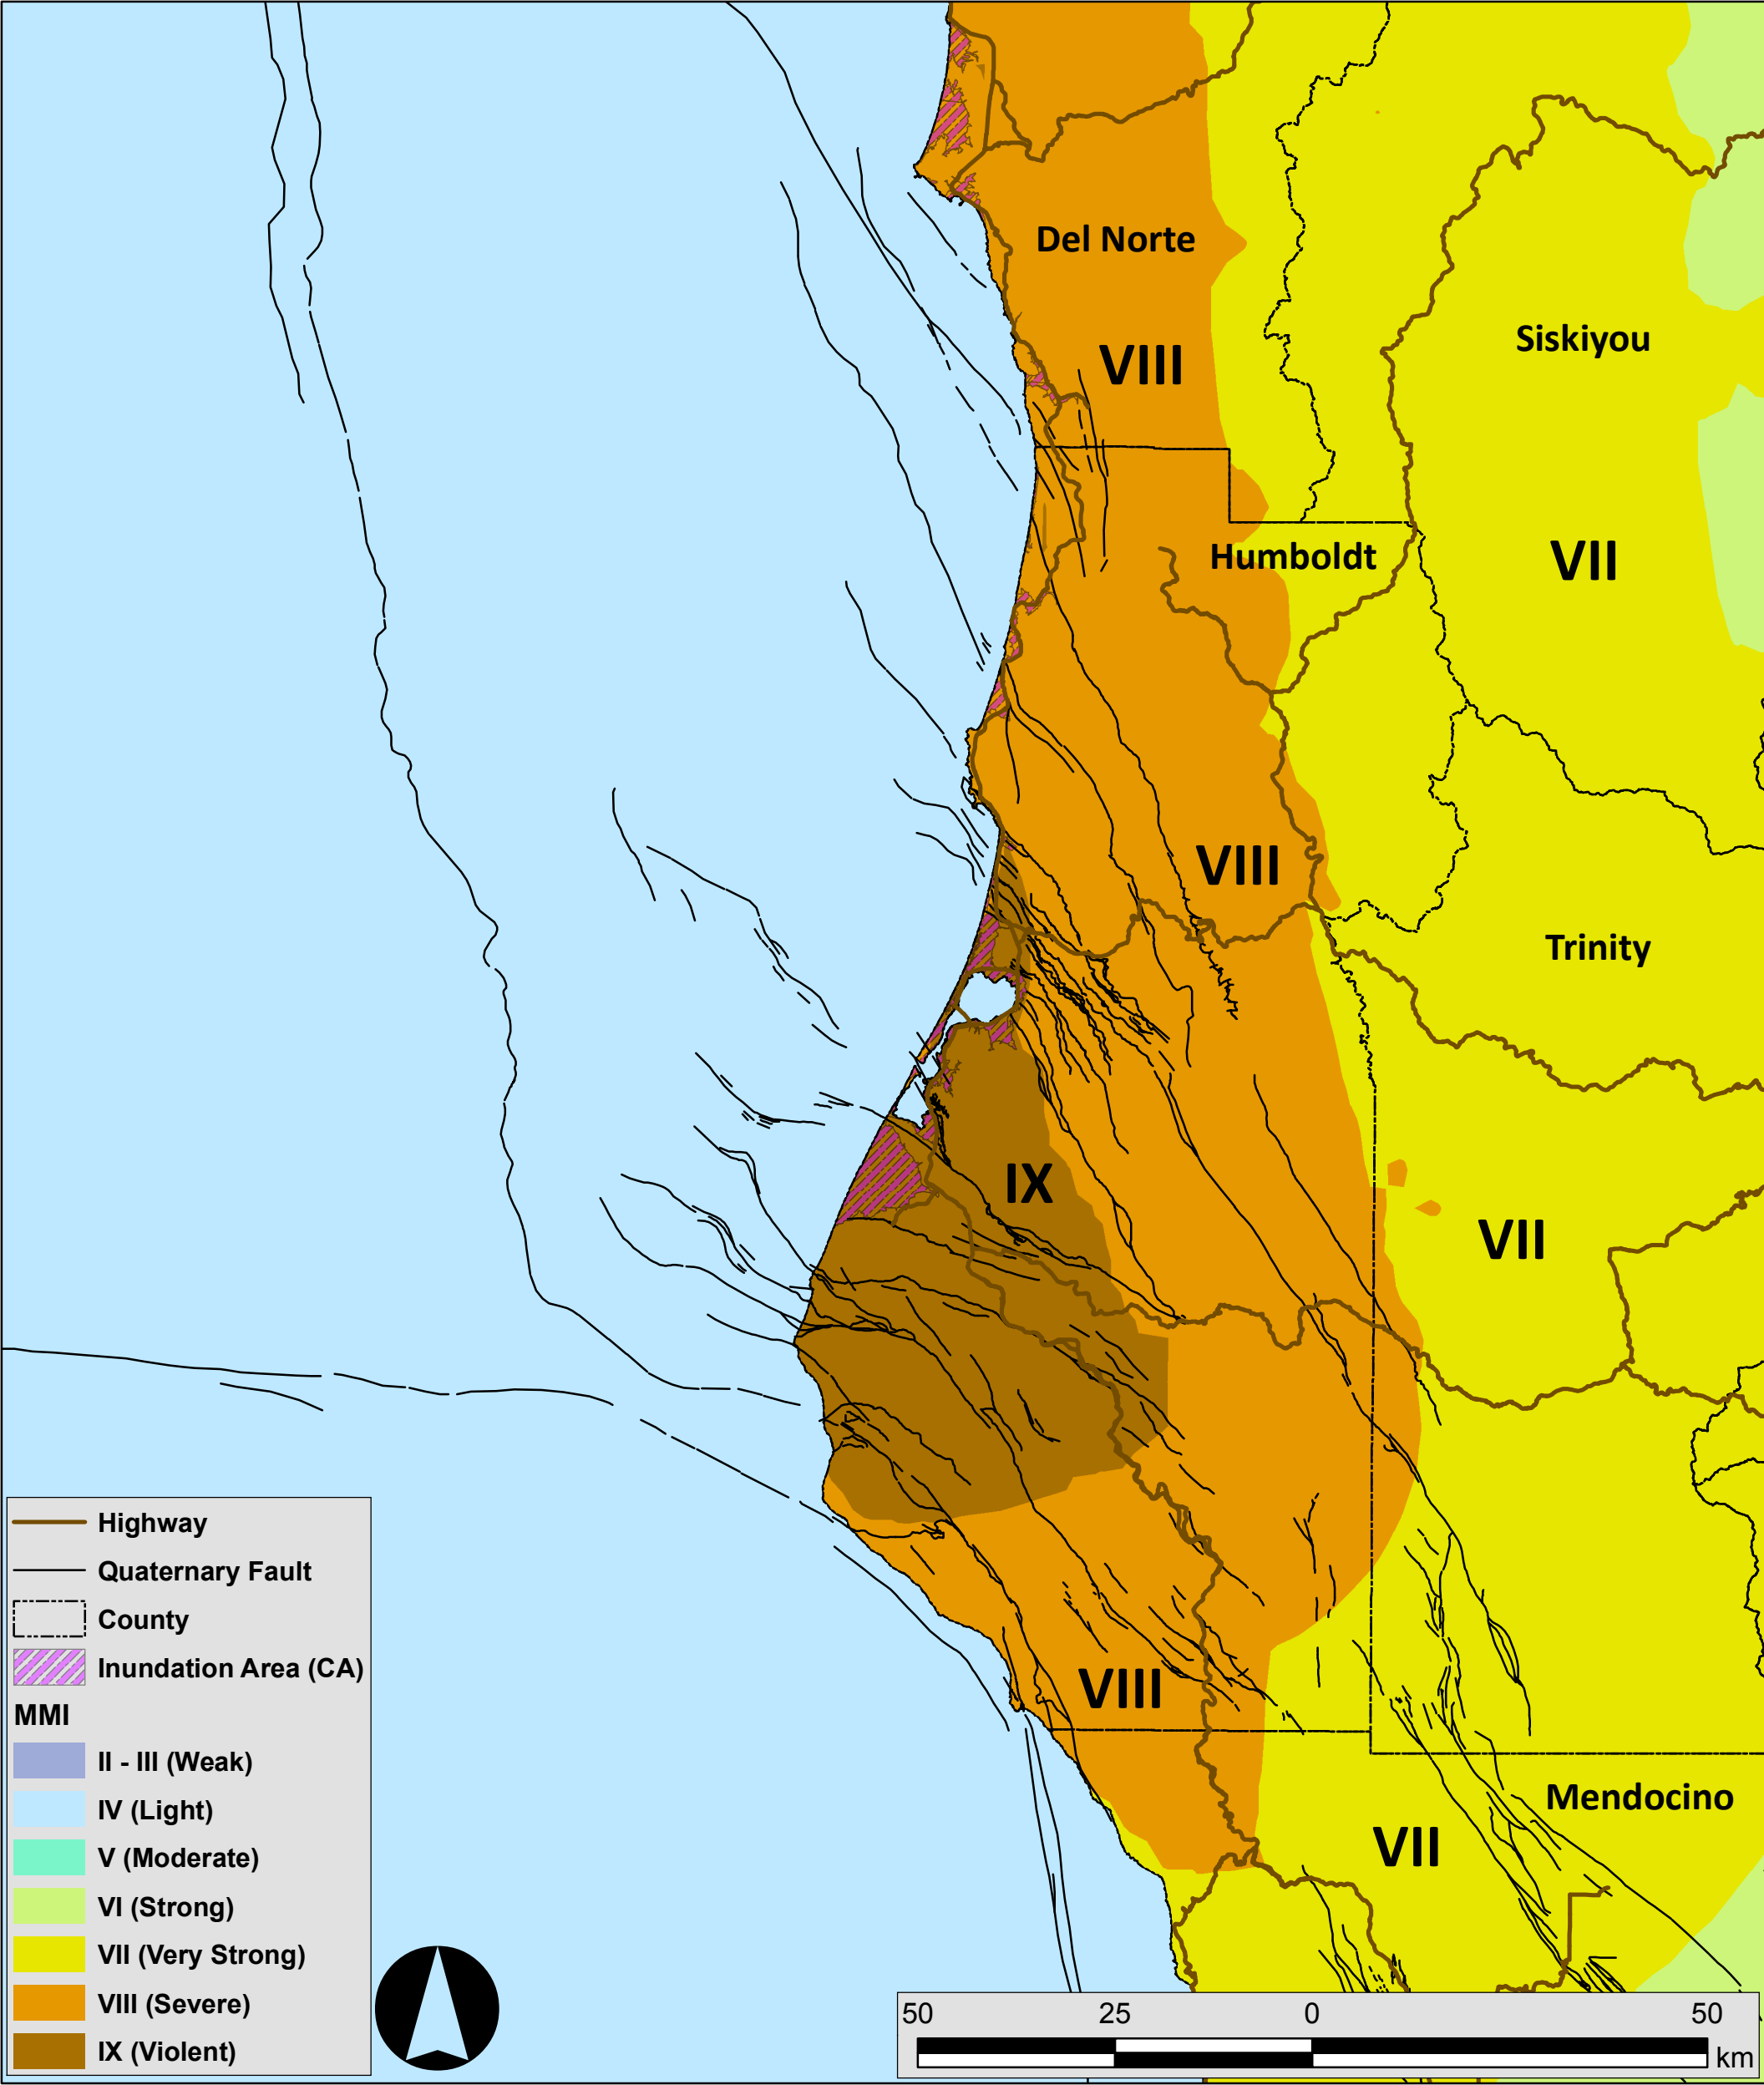 Del Norte
Siskiyou
VIII
Humboldt
VII
VIII
Trinity
IX
VII
VIII
Mendocino
VII
Highway
Quaternary Fault
County
Inundation Area (CA)
MMI
II - III (Weak)
IV (Light)
V (Moderate)
VI (Strong)
VII (Very Strong)
VIII (Severe)
IX (Violent)
50 25 0 50
km